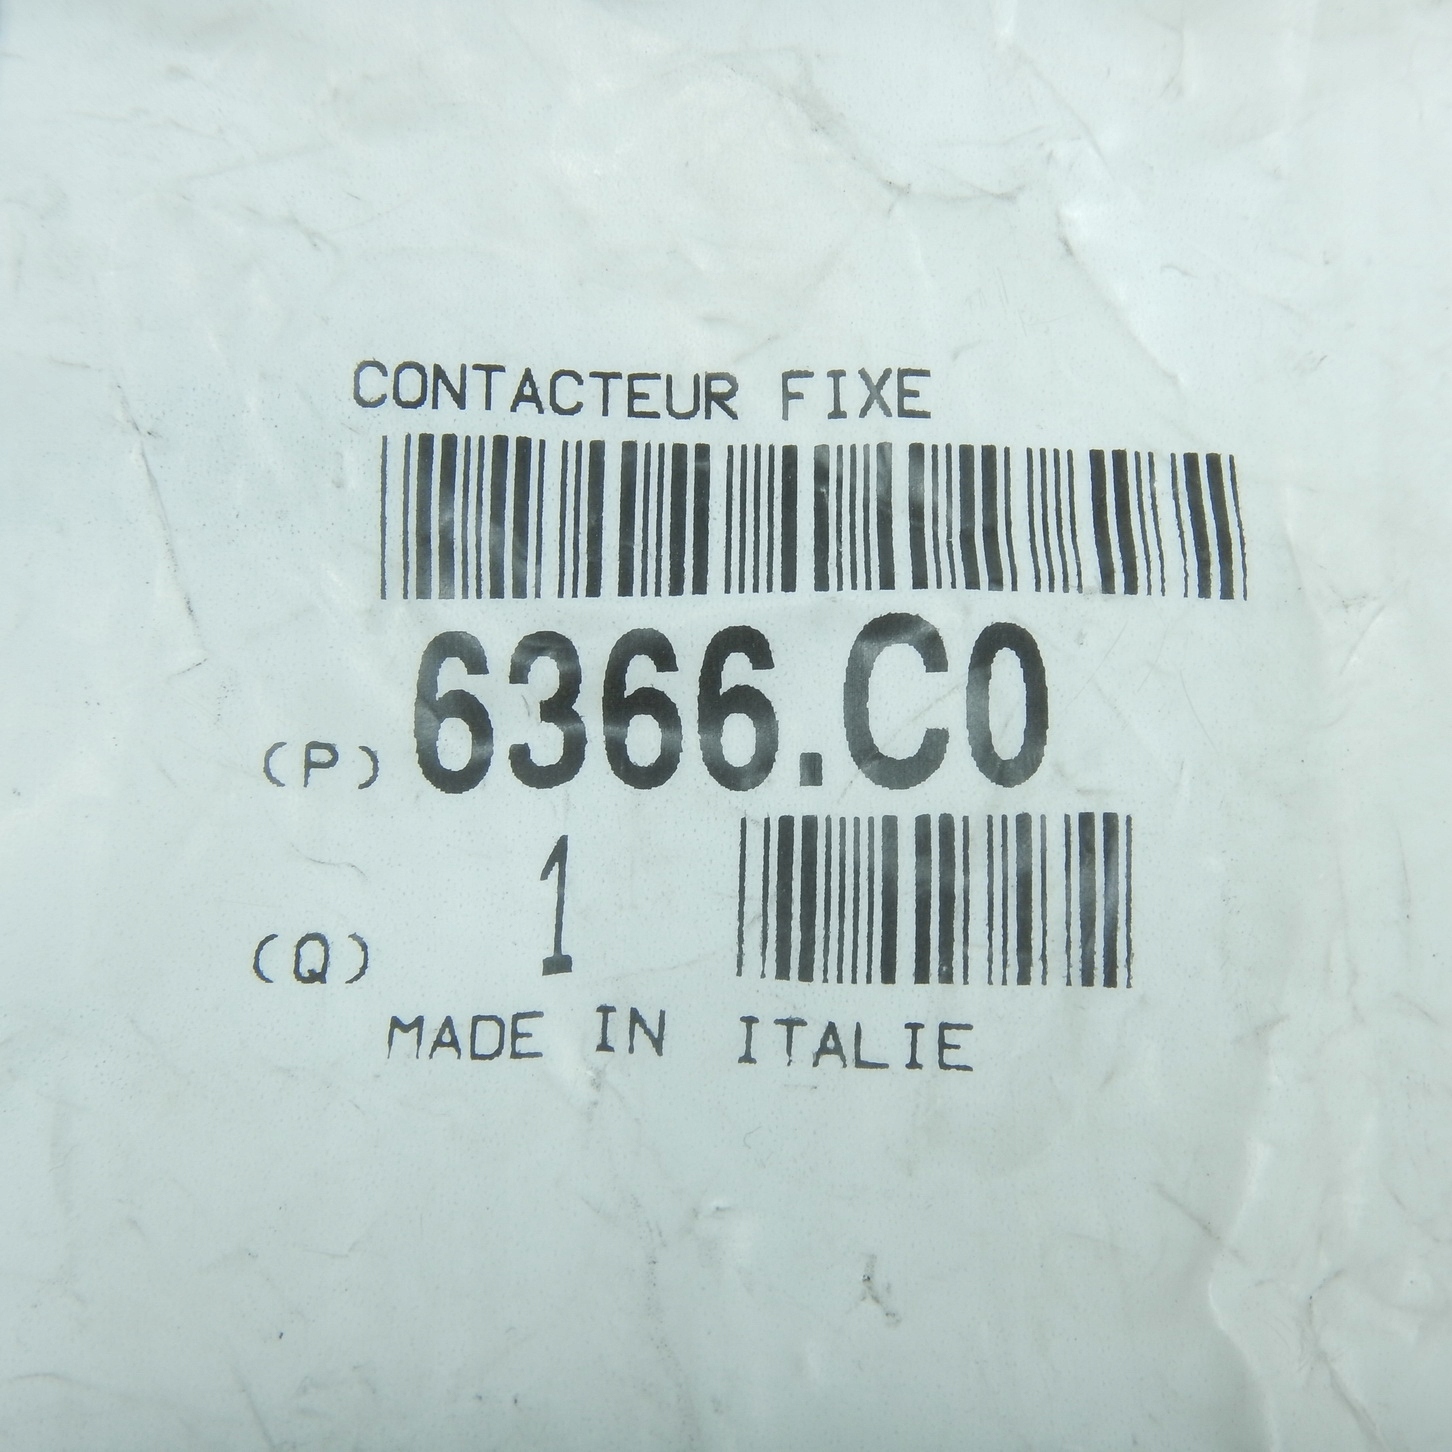 CONTACTEUR FIXE
(P) 6366.C0
(Q) 1
MADE IN ITALIE